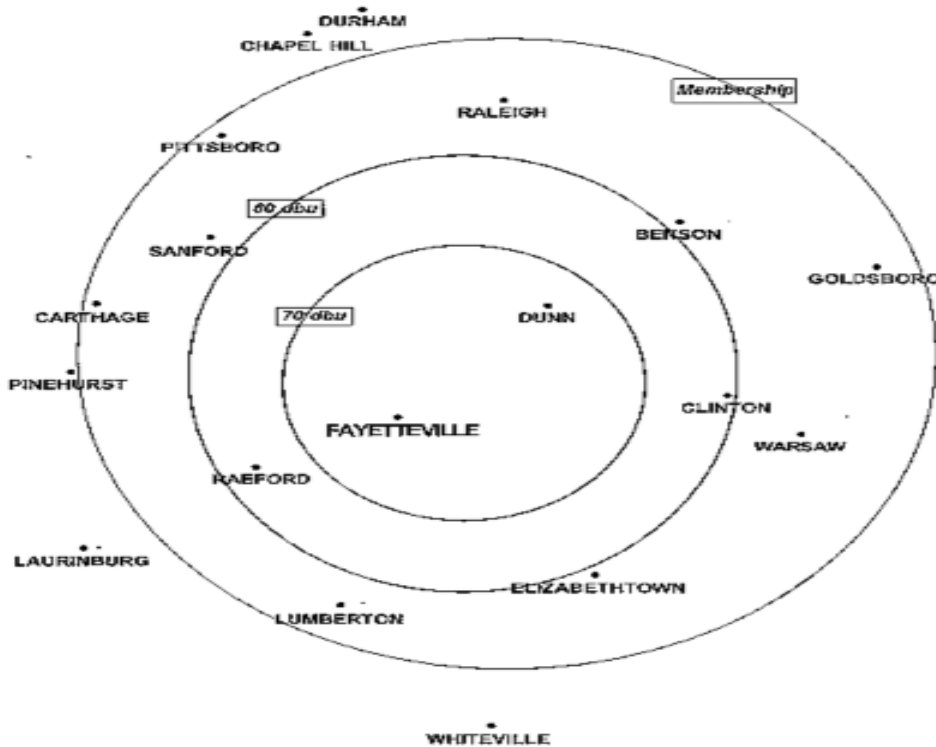 DURHAM
CHAPEL HILL
Membership
RALEIGH
PITTSBORO
60 dbu
BENSON
SANFORD
GOLDSBORO
CARTHAGE
70 dbu
DUNN
PINEHURST
CLINTON
FAYETTEVILLE
WARSAW
RAEFORD
LAURINBURG
ELIZABETHTOWN
LUMBERTON
WHITEVILLE